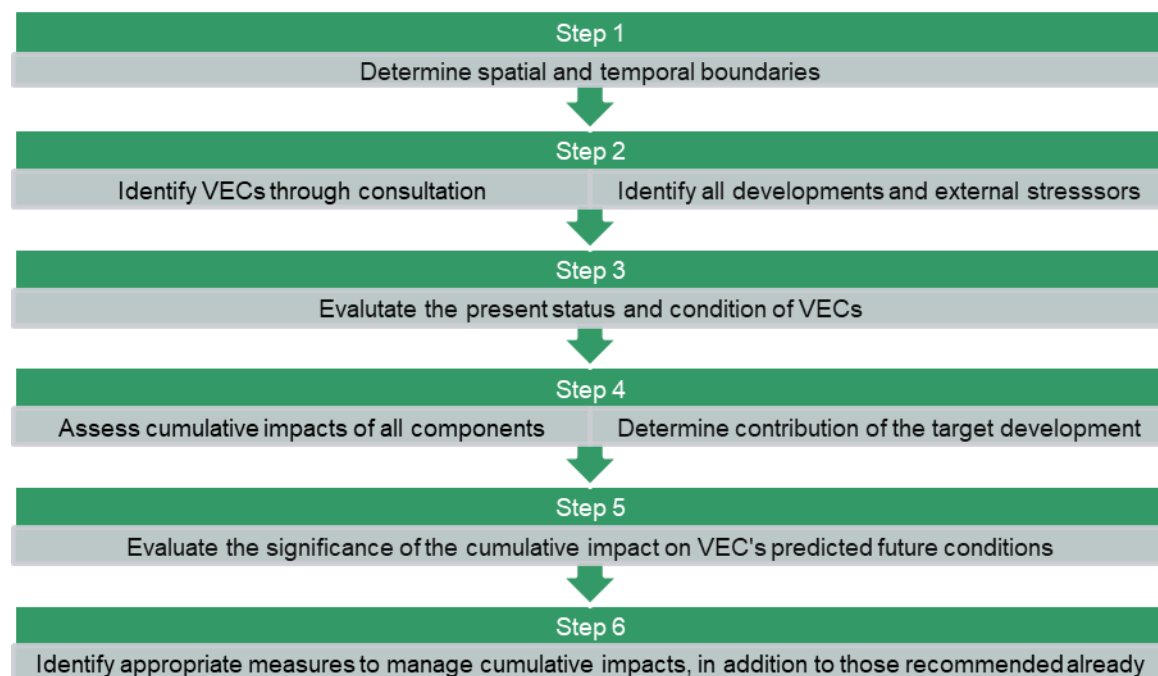 Step 1
Determine spatial and temporal boundaries
Step 2
Identify VECs through consultation
Identify all developments and external stresssors
Step 3
Evalutate the present status and condition of VECs
Step 4
Assess cumulative impacts of all components
Determine contribution of the target development
Step 5
Evaluate the significance of the cumulative impact on VEC's predicted future conditions
Step 6
Identify appropriate measures to manage cumulative impacts, in addition to those recommended already